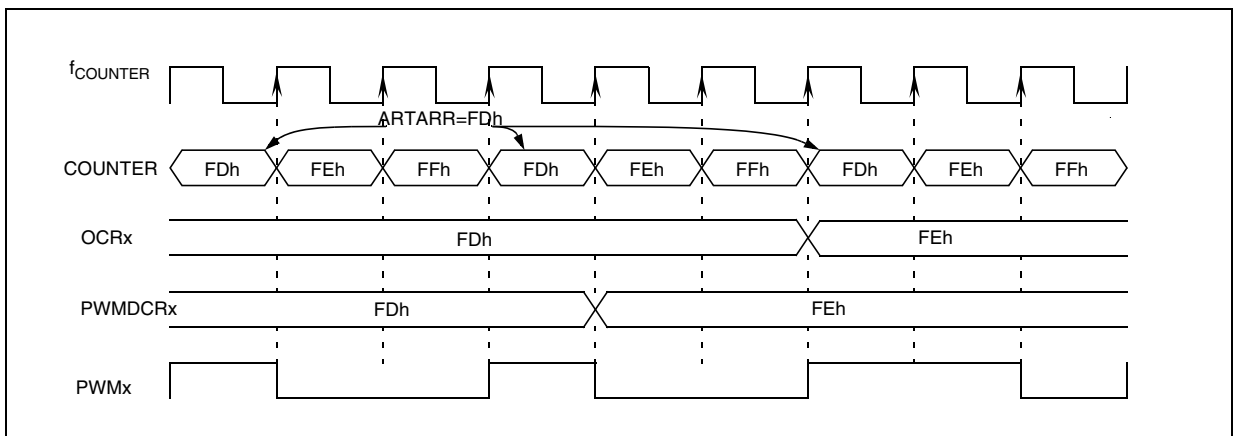 fCOUNTER
ARTARR=FDh
COUNTER FDh FEh FFh FDh FEh FFh FDh FEh FFh
OCRx FDh FEh
PWMDCRx FDh FEh
PWMx